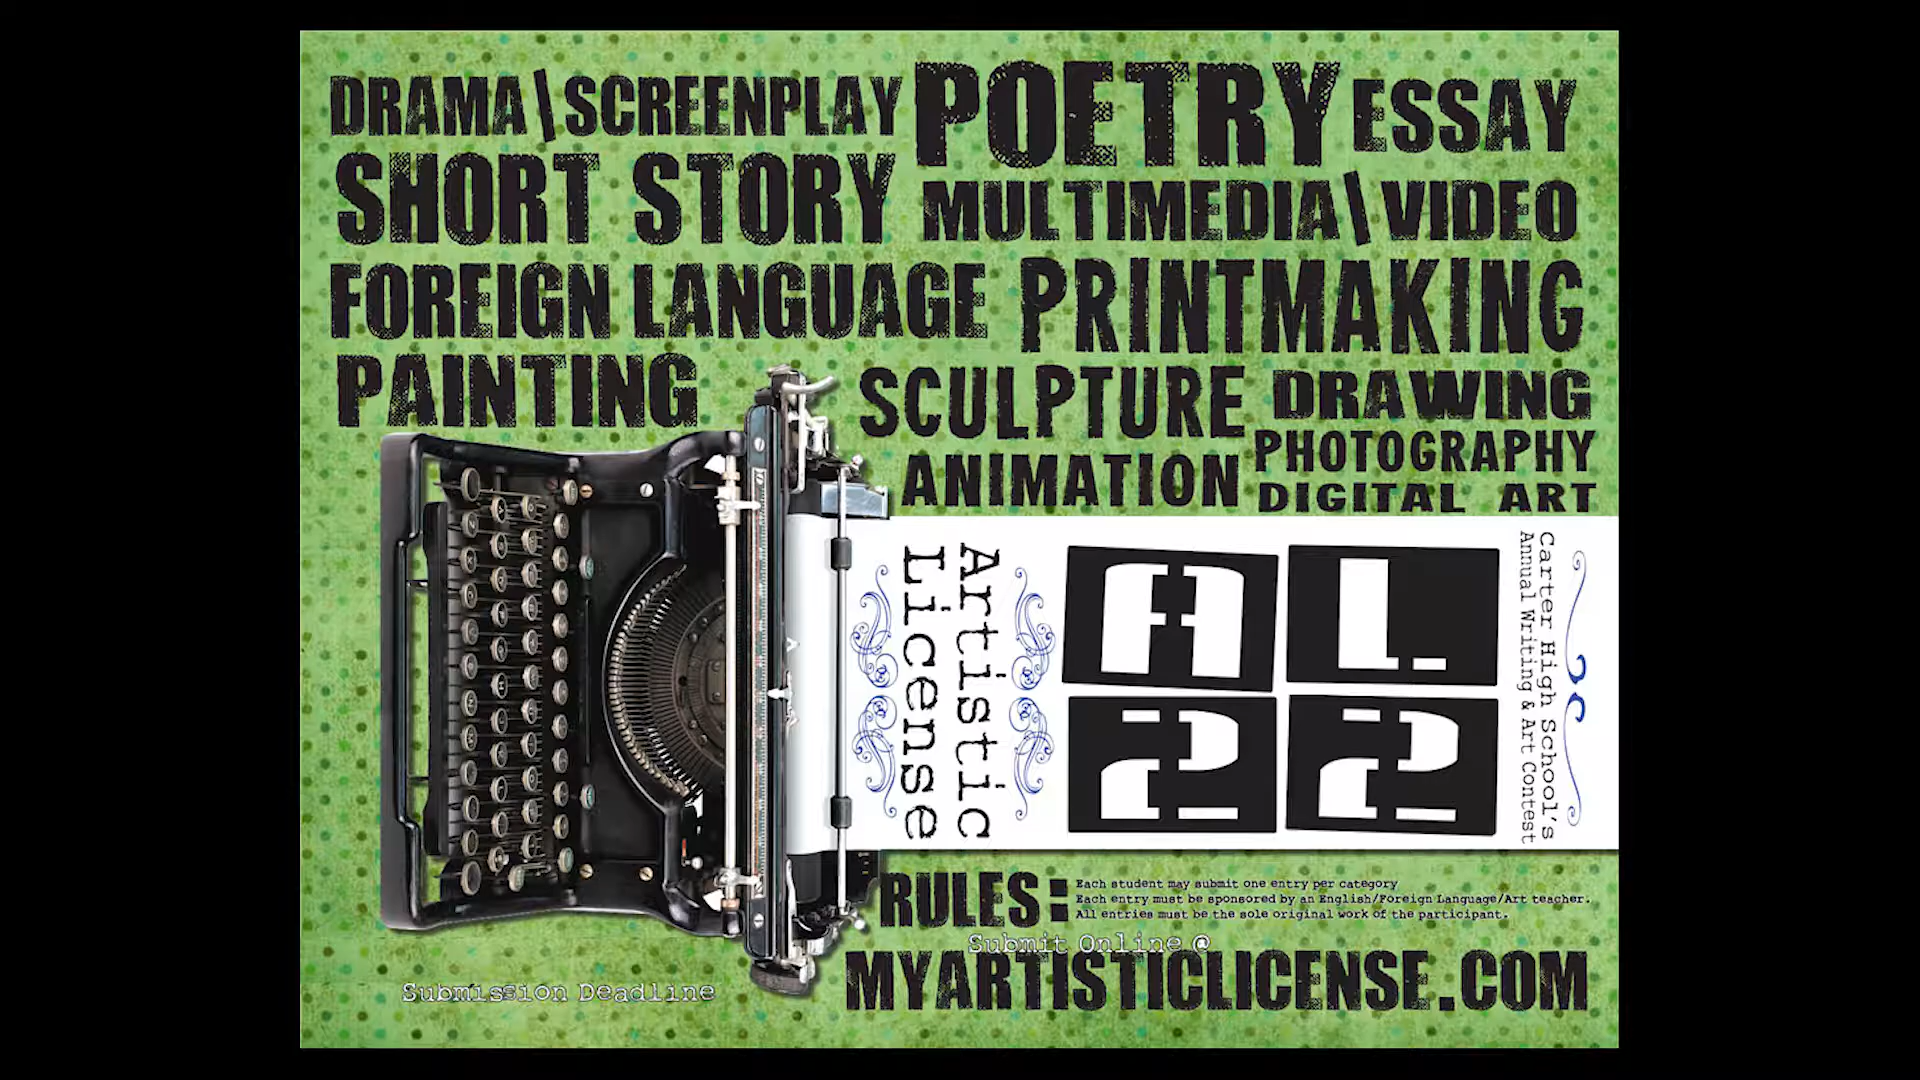 DRAMA\SCREENPLAY POETRY ESSAY
SHORT STORY MULTIMEDIA\VIDEO
FOREIGN LANGUAGE PRINTMAKING
PAINTING SCULPTURE DRAWING
ANIMATION PHOTOGRAPHY
DIGITAL ART
Artistic
License
AL
22
Carter High School's
Annual Writing & Art Contest
RULES:
Each student may submit one entry per category
Each entry must be sponsored by an English/Foreign Language/Art teacher.
All entries must be the sole original work of the participant.
Submit Online @
MYARTISTICLICENSE.COM
Submission Deadline